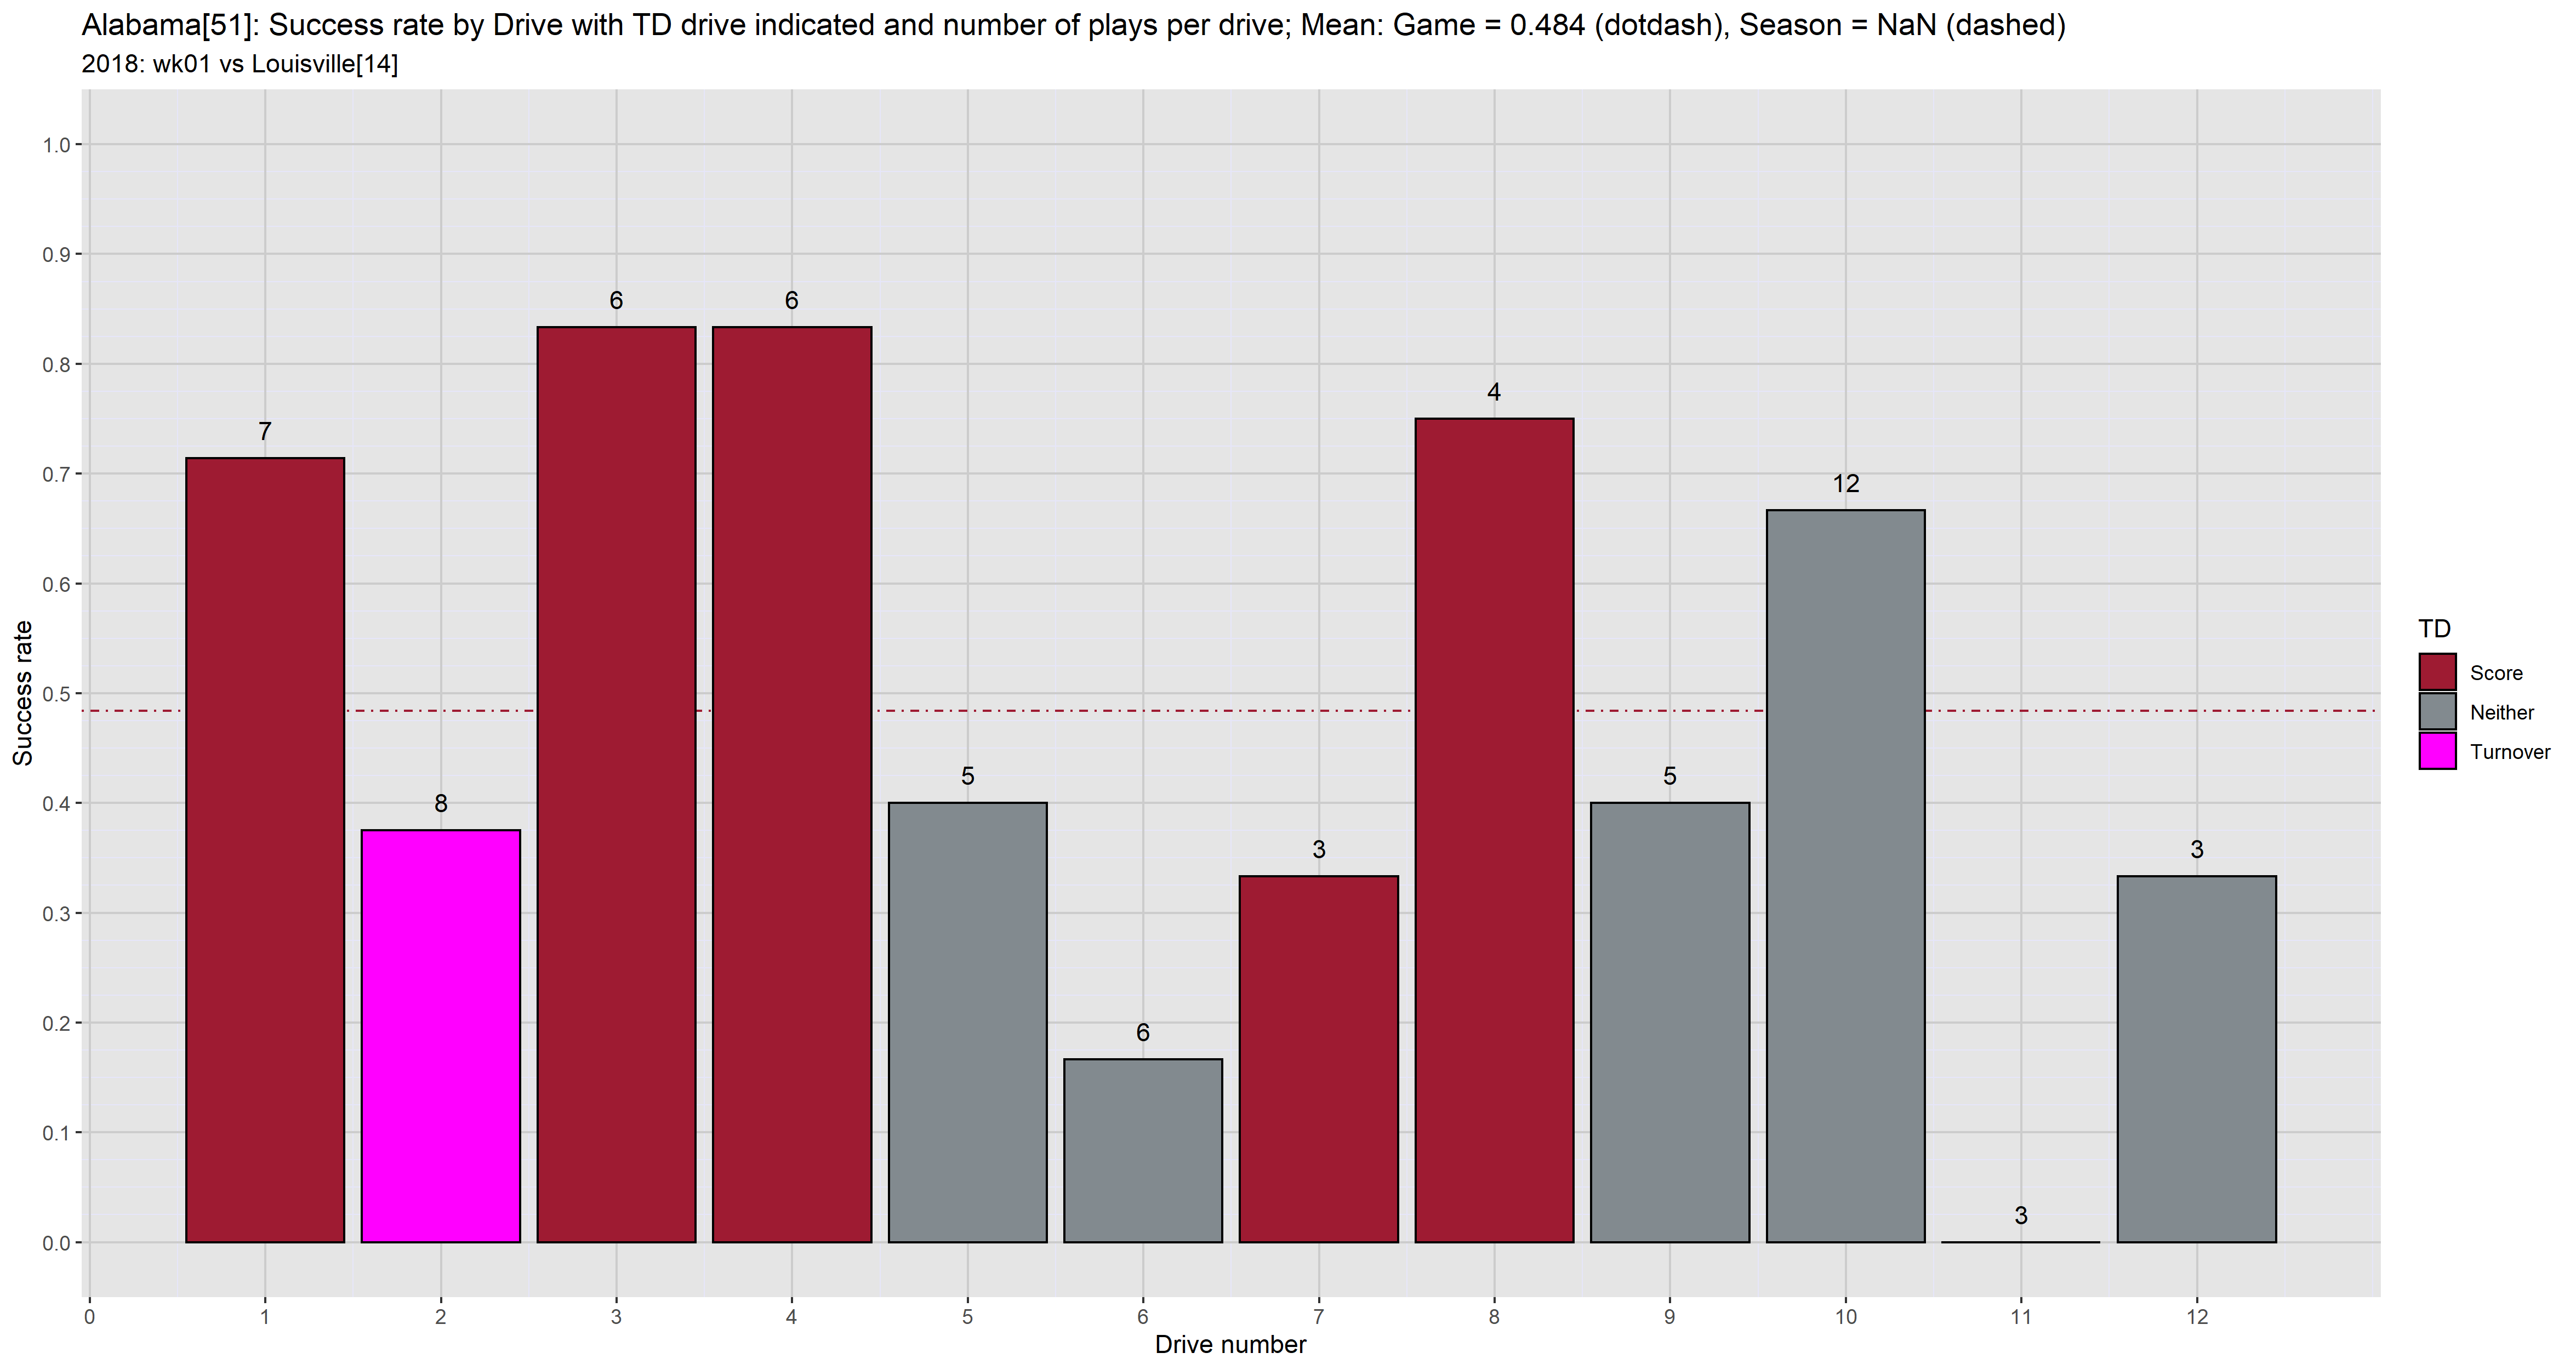 Alabama[51]: Success rate by Drive with TD drive indicated and number of plays per drive; Mean: Game = 0.484 (dotdash), Season = NaN (dashed)
2018: wk01 vs Louisville[14]
1.0
0.9
0.8
0.7
0.6
0.5
0.4
0.3
0.2
0.1
0.0
Success rate
7
8
6
6
5
6
3
4
5
12
3
3
0 1 2 3 4 5 6 7 8 9 10 11 12
Drive number
TD
Score
Neither
Turnover